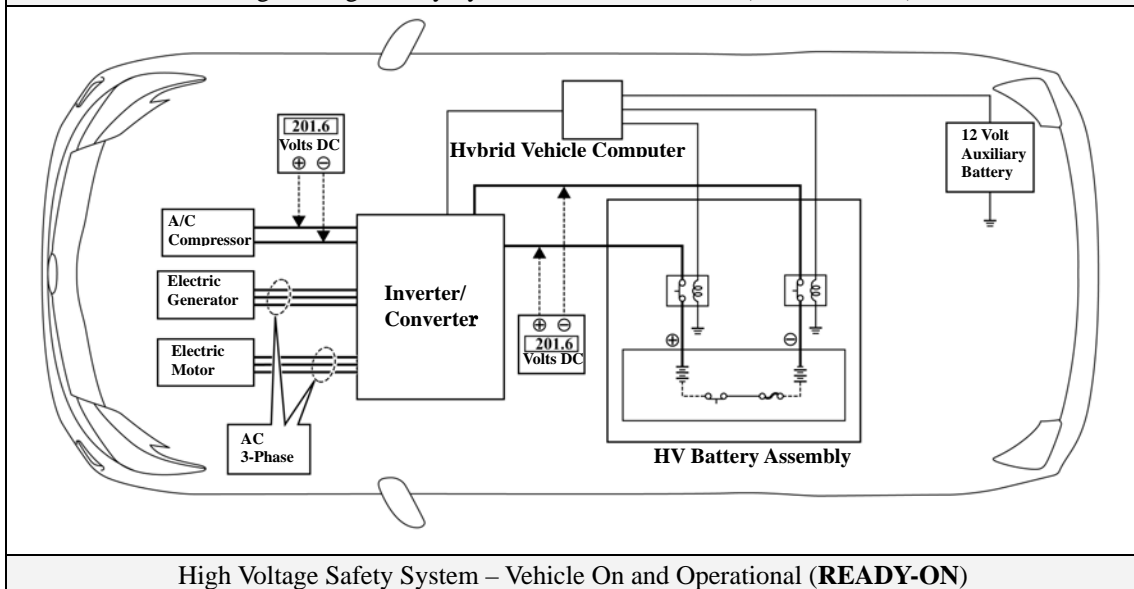 201.6
Volts DC
⊕ ⊖
Hybrid Vehicle Computer
12 Volt
Auxiliary
Battery
A/C
Compressor
Electric
Generator
Inverter/
Converter
⊕ ⊖
201.6
Volts DC
⊕ ⊖
Electric
Motor
AC
3-Phase
HV Battery Assembly
High Voltage Safety System – Vehicle On and Operational (READY-ON)